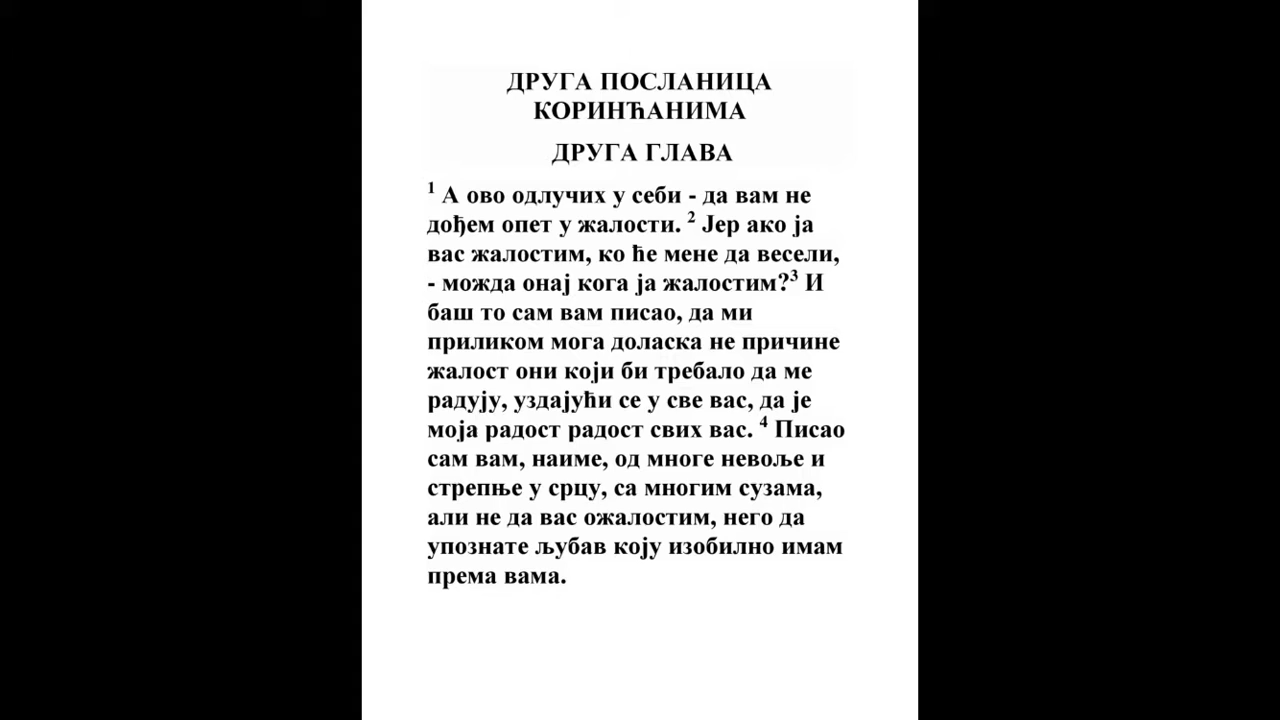 ДРУГА ПОСЛАНИЦА
КОРИНЋАНИМА
ДРУГА ГЛАВА
1 А ово одлучих у себи - да вам не
дођем опет у жалости. 2 Јер ако ја
вас жалостим, ко ће мене да весели,
- можда онај кога ја жалостим?3 И
баш то сам вам писао, да ми
приликом мога доласка не причине
жалост они који би требало да ме
радују, уздајући се у све вас, да је
моја радост радост свих вас. 4 Писао
сам вам, наиме, од многе невоље и
стрепње у срцу, са многим сузама,
али не да вас ожалостим, него да
упознате љубав коју изобилно имам
према вама.